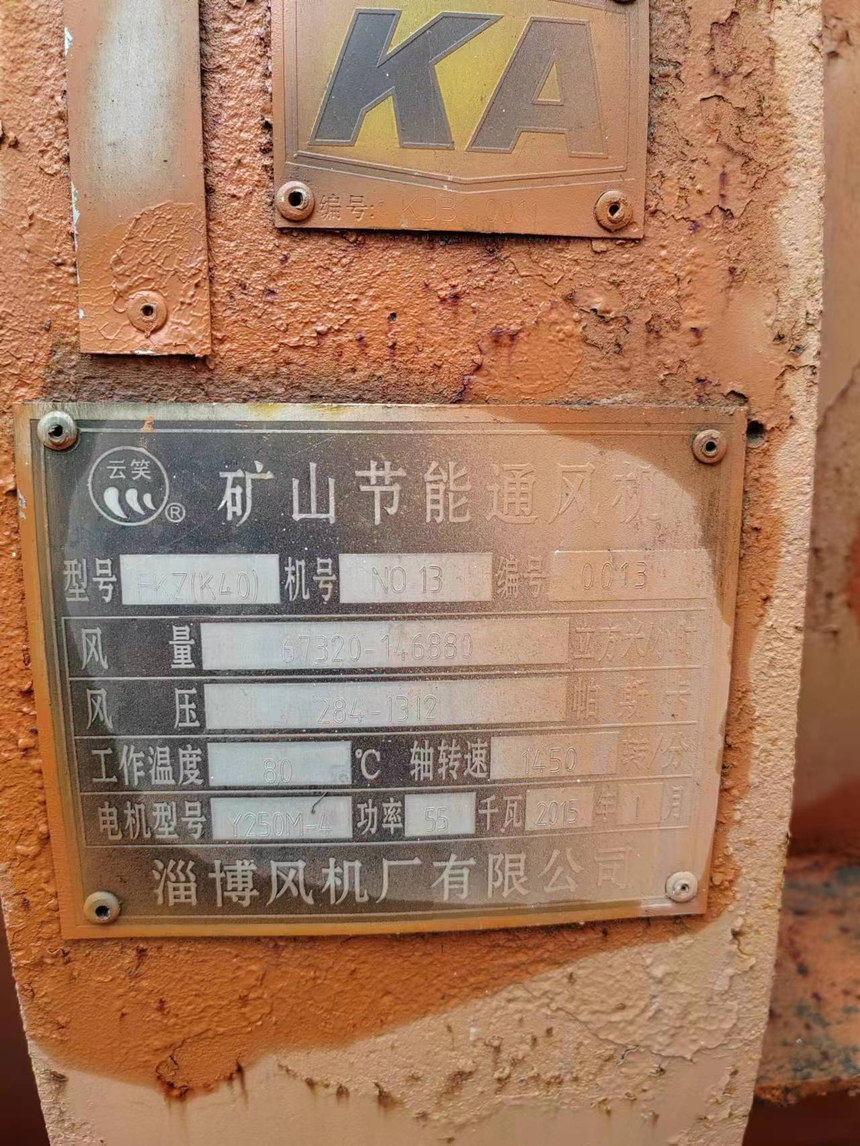 KA
编号:
云笑 ® 矿山节能通风机
型号 机号 NO 13 编号 0013
风量 67320-146880 立方米/时
风压 284-1312 帕斯卡
工作温度 80 ℃ 轴转速 1450 转/分
电机型号 Y250M-4 功率 55 千瓦 2015 年 1 月
淄博风机厂有限公司